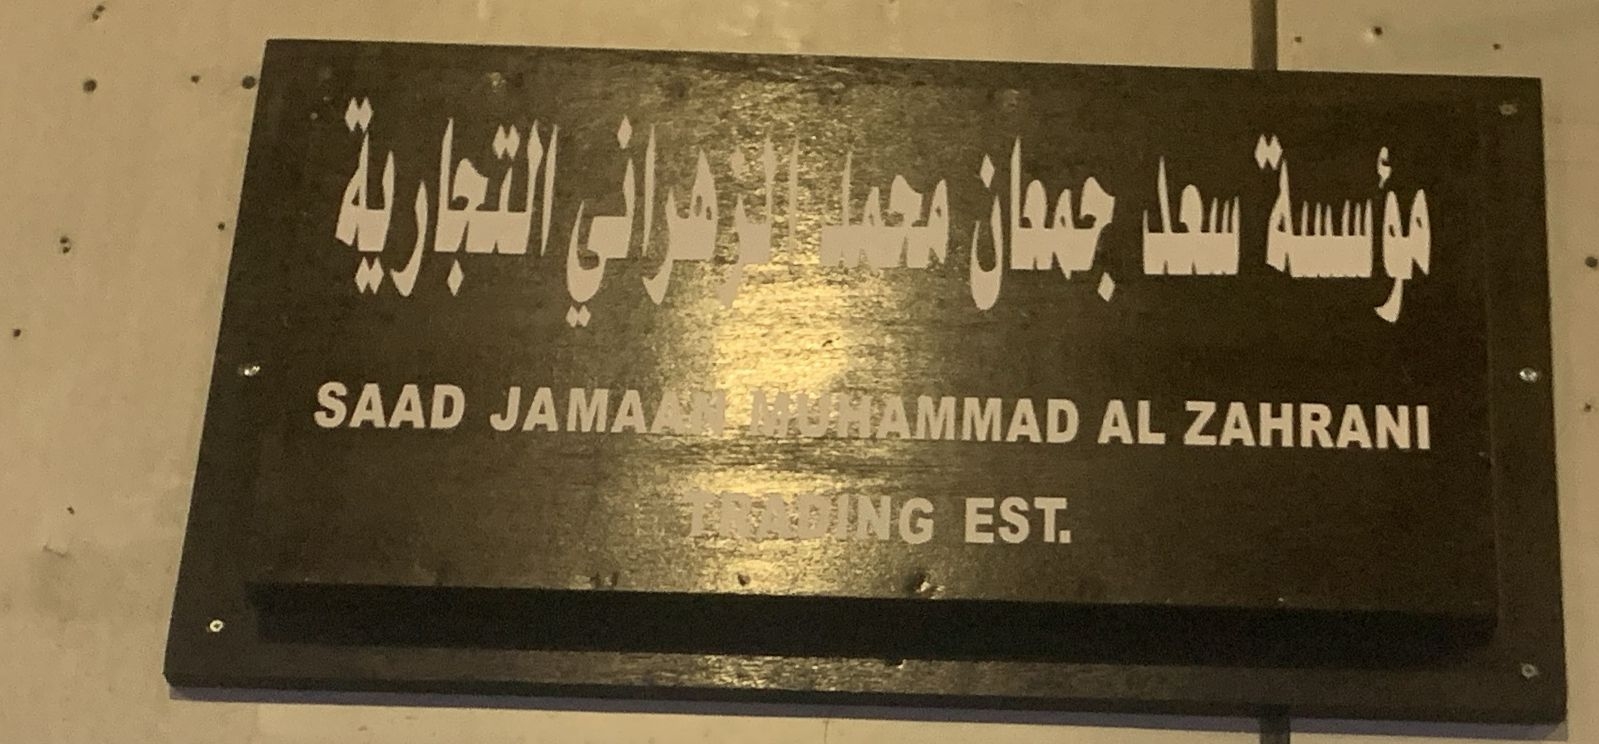 مؤسسة سعد جمعان محمد الزهراني التجارية
SAAD JAMAAN MUHAMMAD AL ZAHRANI
TRADING EST.